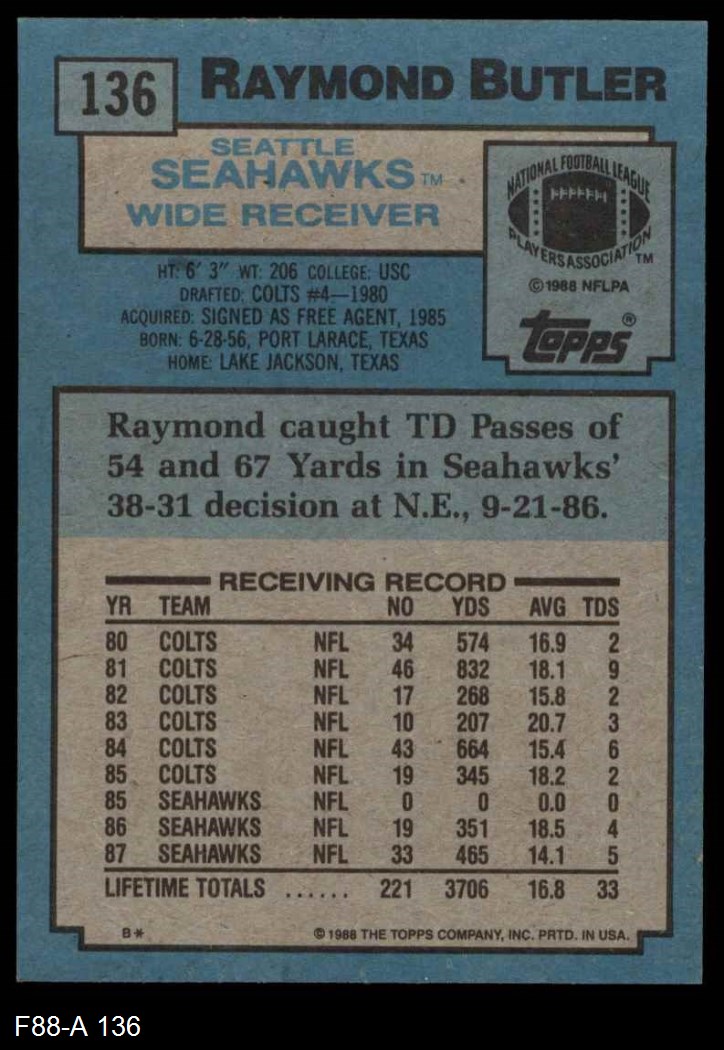 136
RAYMOND BUTLER
SEATTLE
SEAHAWKS™
WIDE RECEIVER
NATIONAL FOOTBALL LEAGUE
PLAYERS ASSOCIATION™
©1988 NFLPA
Topps®
HT: 6' 3" WT: 206 COLLEGE: USC
DRAFTED: COLTS #4—1980
ACQUIRED: SIGNED AS FREE AGENT, 1985
BORN: 6-28-56, PORT LARACE, TEXAS
HOME: LAKE JACKSON, TEXAS
Raymond caught TD Passes of
54 and 67 Yards in Seahawks'
38-31 decision at N.E., 9-21-86.
RECEIVING RECORD
YR TEAM NO YDS AVG TDS
80 COLTS NFL 34 574 16.9 2
81 COLTS NFL 46 832 18.1 9
82 COLTS NFL 17 268 15.8 2
83 COLTS NFL 10 207 20.7 3
84 COLTS NFL 43 664 15.4 6
85 COLTS NFL 19 345 18.2 2
85 SEAHAWKS NFL 0 0 0.0 0
86 SEAHAWKS NFL 19 351 18.5 4
87 SEAHAWKS NFL 33 465 14.1 5
LIFETIME TOTALS ...... 221 3706 16.8 33
B* ©1988 THE TOPPS COMPANY, INC. PRTD. IN USA.
F88-A 136